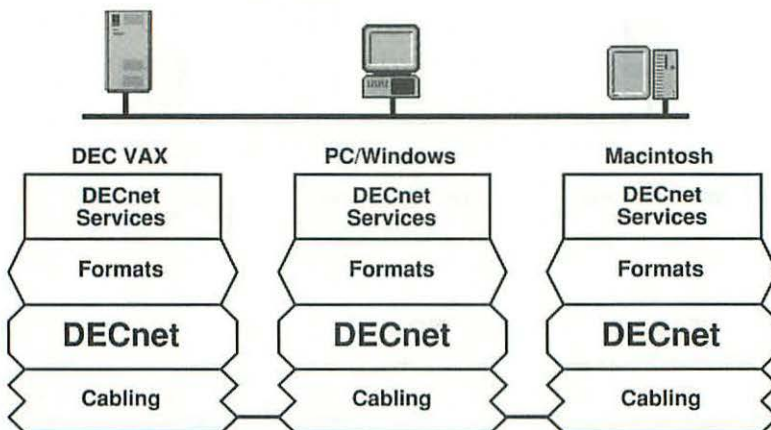 DEC VAX
PC/Windows
Macintosh
DECnet
Services
DECnet
Services
DECnet
Services
Formats
Formats
Formats
DECnet
DECnet
DECnet
Cabling
Cabling
Cabling